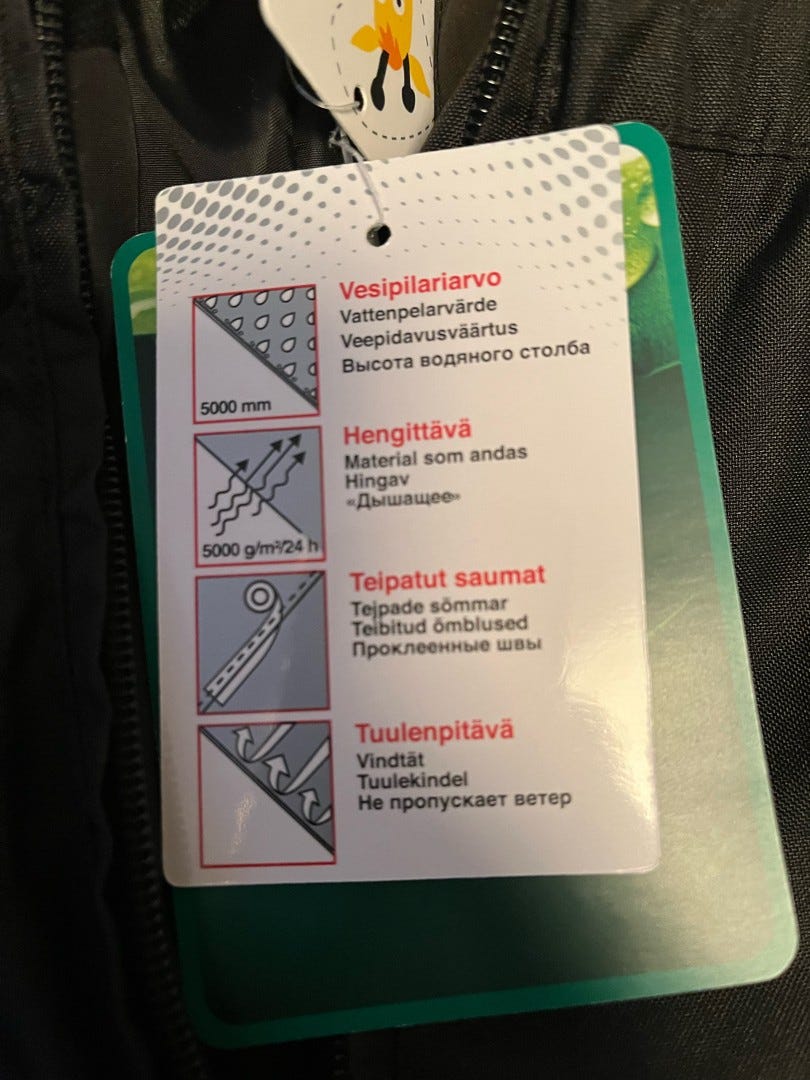 5000 mm
Vesipilariarvo
Vattenpelarvärde
Veepidavusväärtus
Высота водяного столба
5000 g/m²/24 h
Hengittävä
Material som andas
Hingav
«Дышащее»
Teipatut saumat
Tejpade sömmar
Teibitud õmblused
Проклеенные швы
Tuulenpitävä
Vindtät
Tuulekindel
Не пропускает ветер